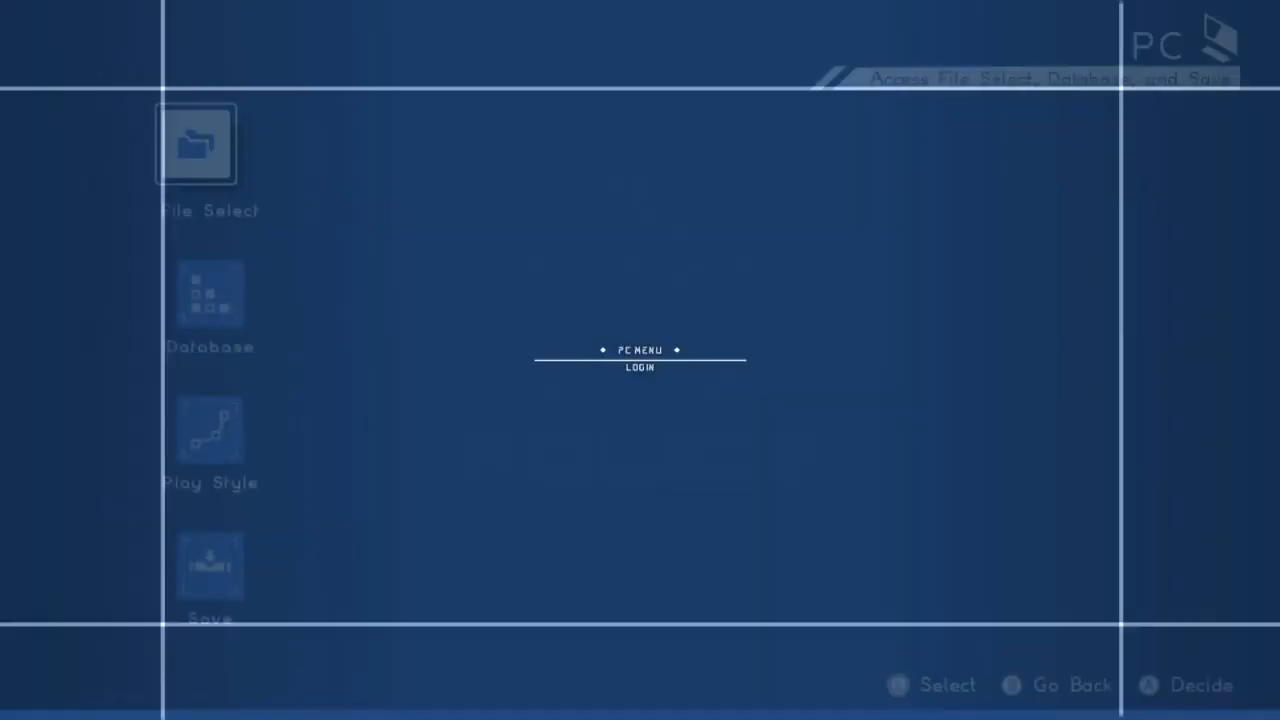 PC
Access File Select, Database, and Save
File Select
Database
PC MENU
LOGIN
Play Style
Save
Select
B Go Back
A Decide